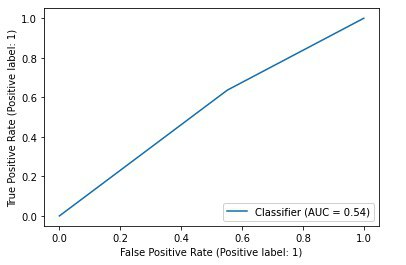 1.0
0.8
0.6
0.4
0.2
0.0
True Positive Rate (Positive label: 1)
Classifier (AUC = 0.54)
0.0 0.2 0.4 0.6 0.8 1.0
False Positive Rate (Positive label: 1)